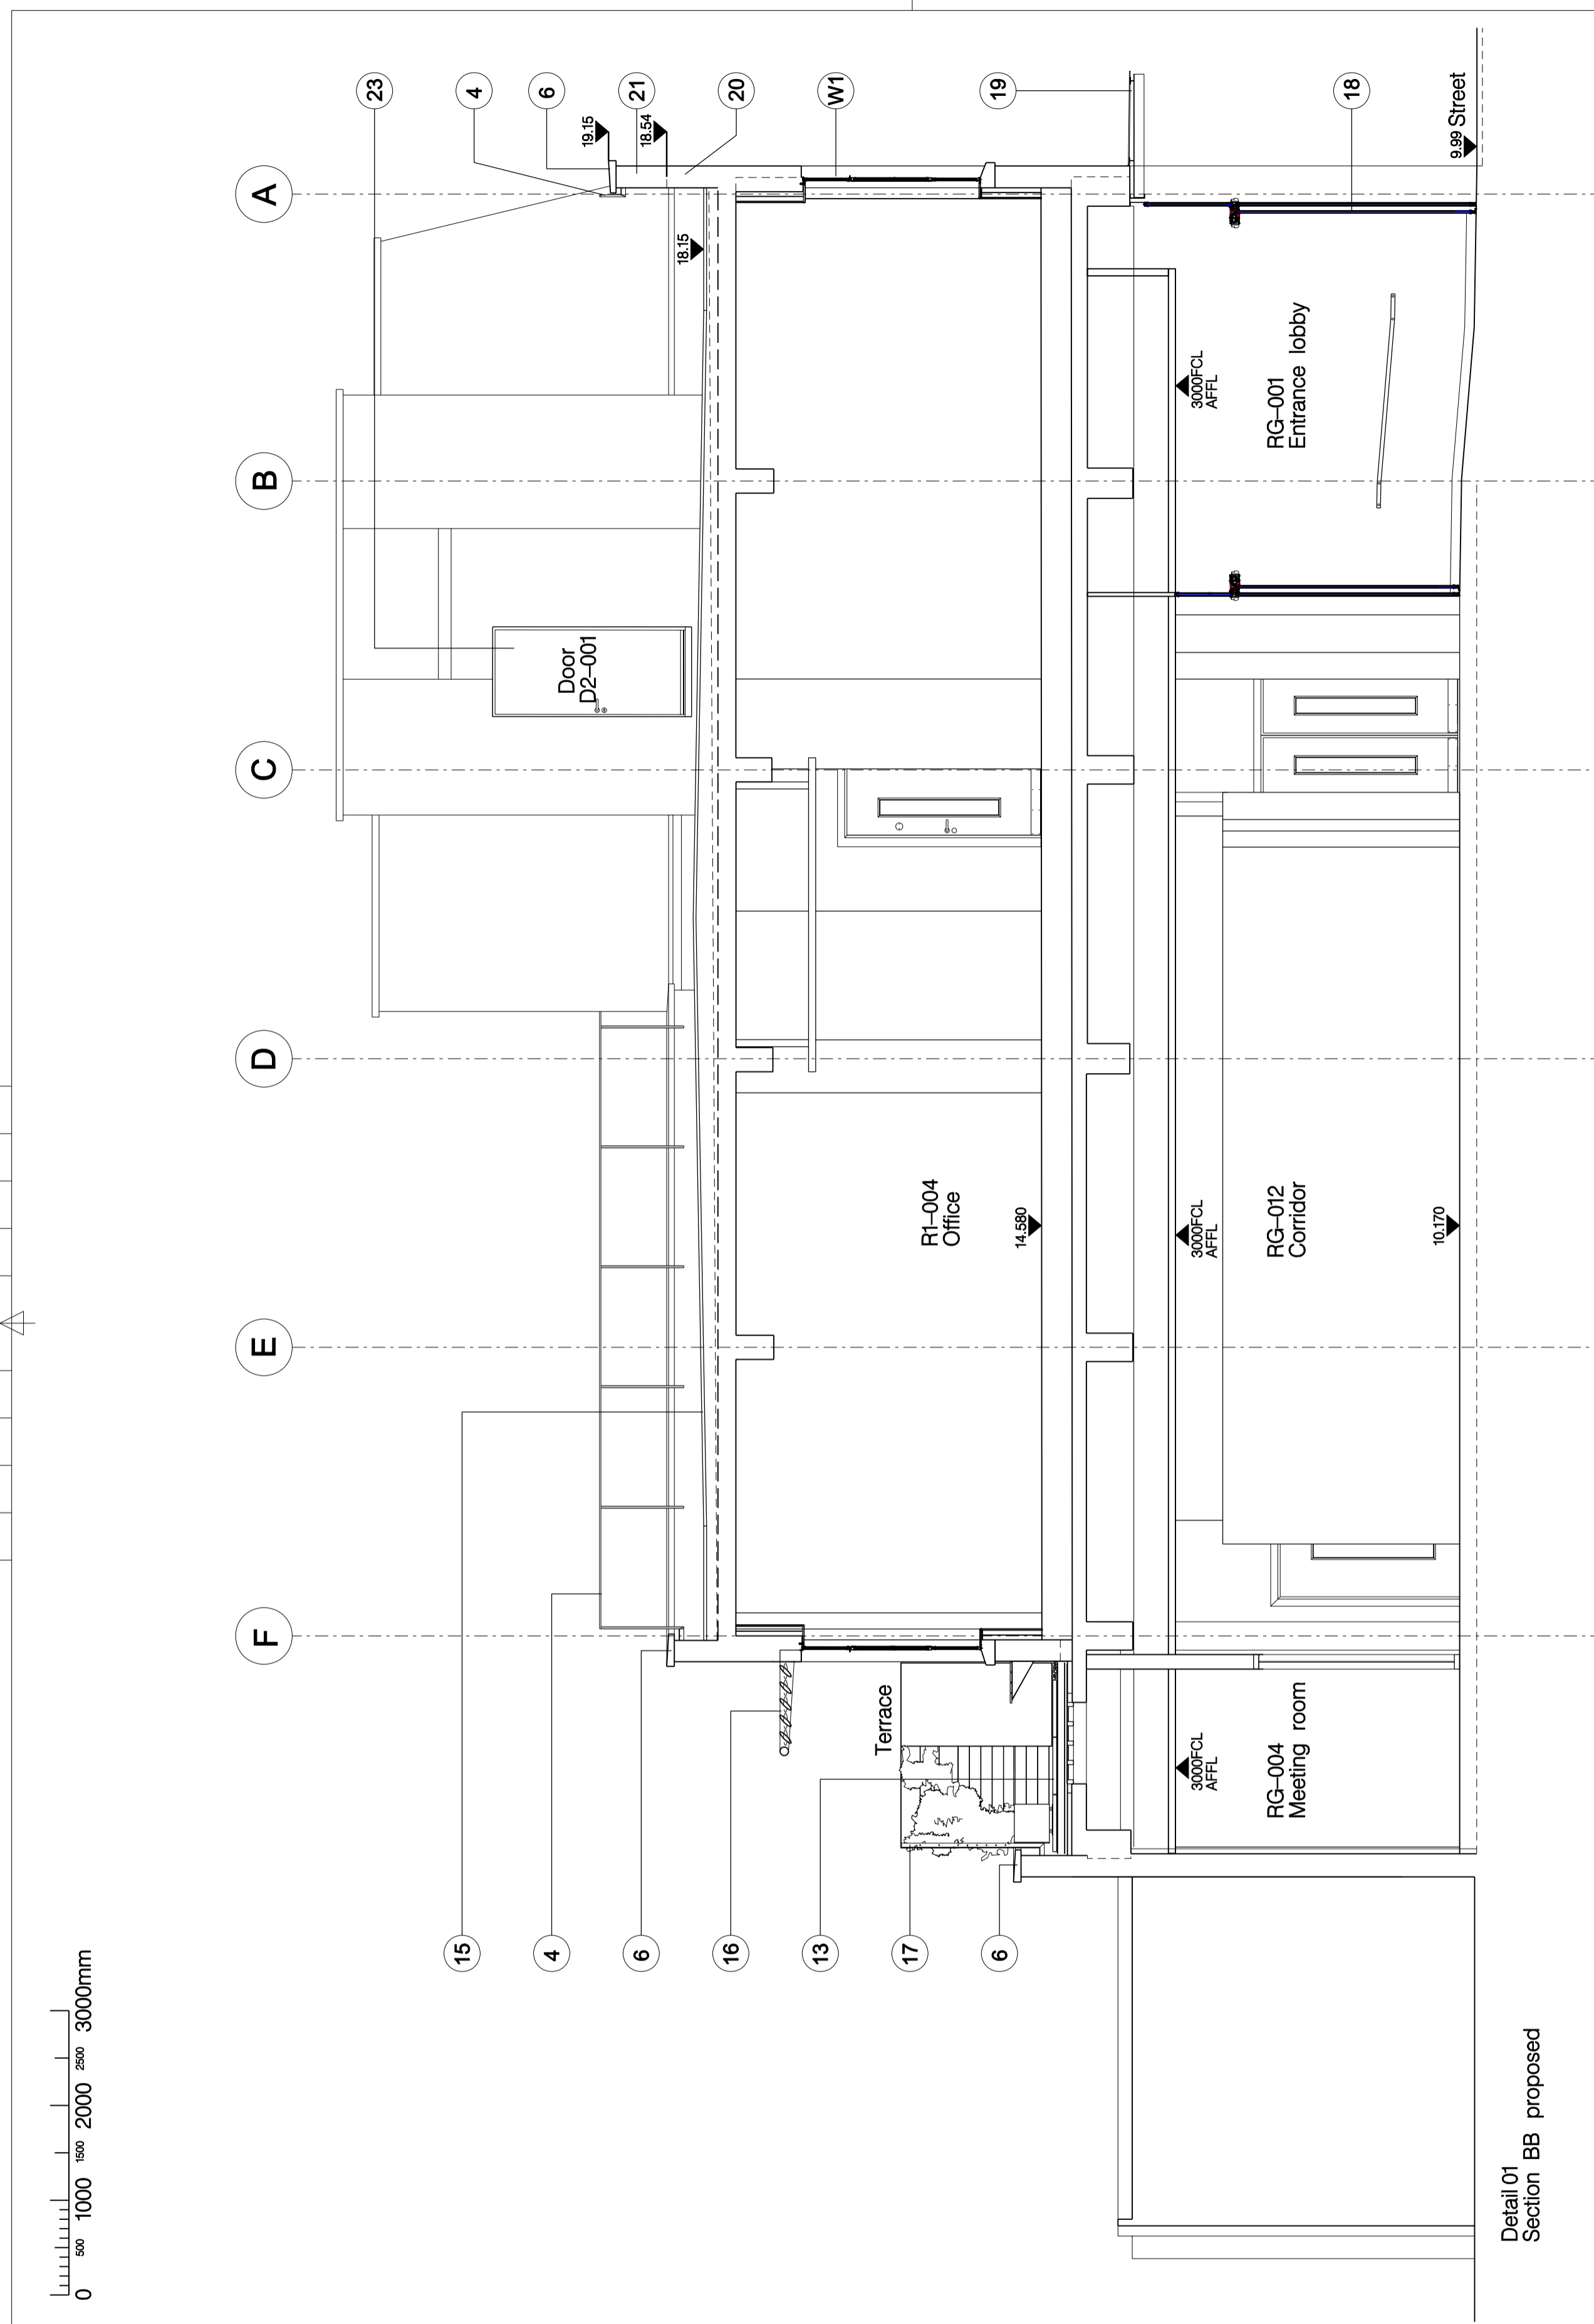 0 500 1000 1500 2000 2500 3000mm
F
E
D
C
B
A
15
4
6
16
13
17
6
23
4
6
21
20
W1
19
18
19.15
18.54
18.15
Door
D2–001
Terrace
R1–004
Office
14.580
3000FCL
AFFL
3000FCL
AFFL
3000FCL
AFFL
RG–004
Meeting room
RG–012
Corridor
RG–001
Entrance lobby
10.170
9.99 Street
Detail 01
Section BB proposed